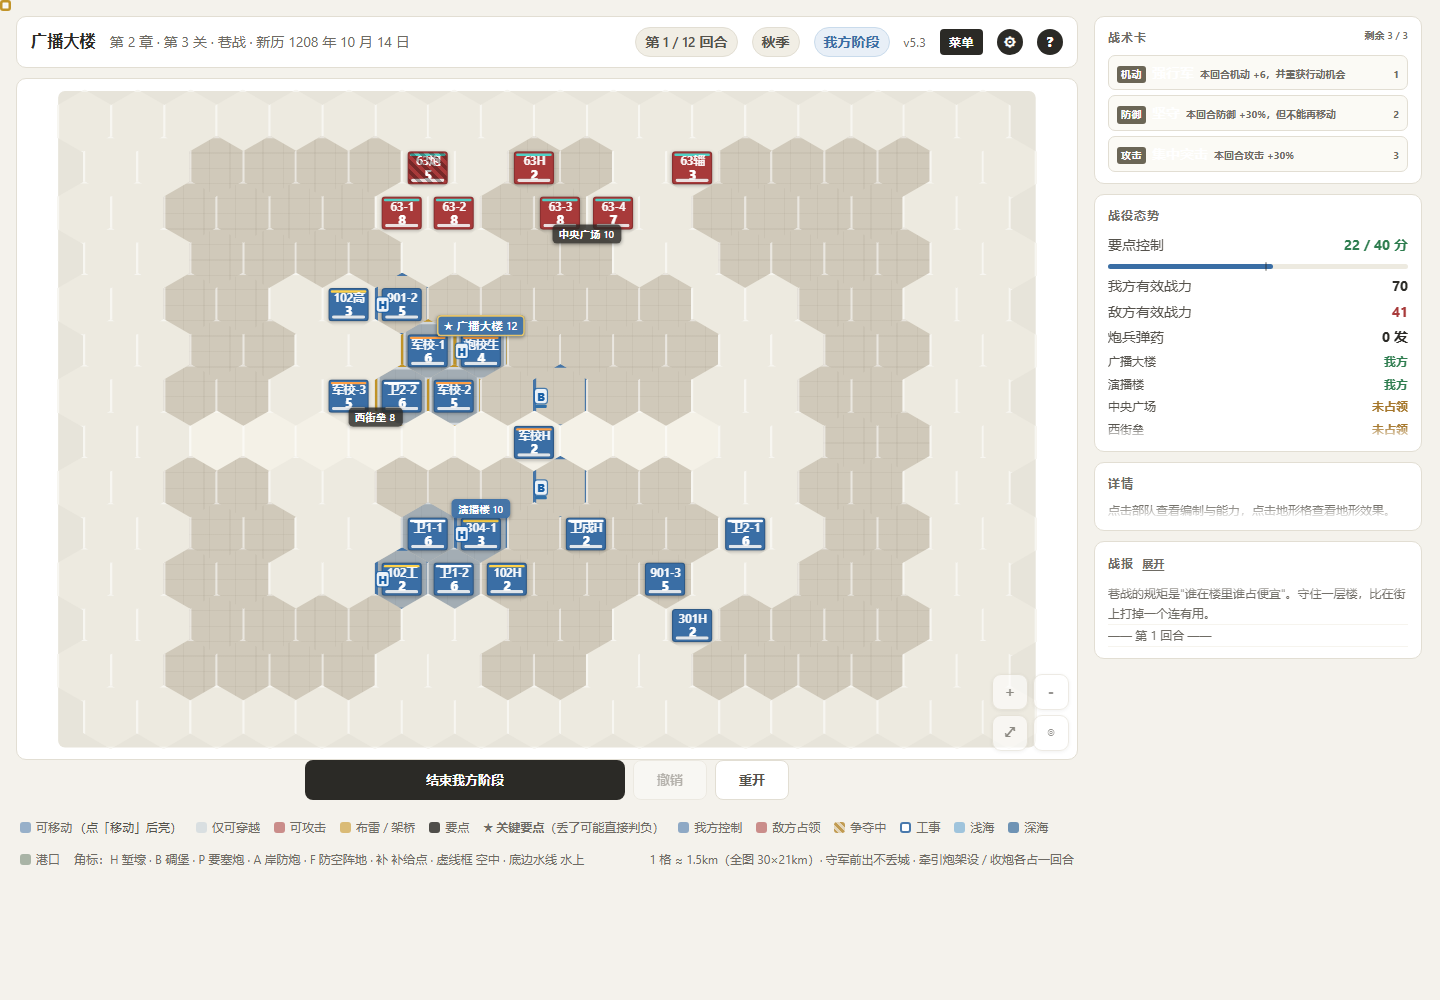 广播大楼 第 2 章 · 第 3 关 · 巷战 · 新历 1208 年 10 月 14 日 第 1 / 12 回合 秋季 我方阶段 v5.3 菜单 ⚙ ?
63炮 5
63H 2
63辎 3
63-1 8
63-2 8
63-3 8
63-4 7
中央广场 10
102高 3
H 901-2 5
★ 广播大楼 12
军校-1 6
H 炮校生 4
军校-3 5
卫2-2 6
军校-2 5
B
西街垒 8
军校H 2
B
演播楼 10
卫1-1 6
H 304-1 3
卫戍H 2
卫2-1 6
H 102工 2
卫1-2 6
102H 2
901-3 5
301H 2
+ -
结束我方阶段 撤销 重开
可移动（点「移动」后亮） 仅可穿越 可攻击 布雷 / 架桥 要点 ★ 关键要点（丢了可能直接判负） 我方控制 敌方占领 争夺中 工事 浅海 深海
港口 角标：H 堑壕 · B 碉堡 · P 要塞炮 · A 岸防炮 · F 防空阵地 · 补 补给点 · 虚线框 空中 · 底边水线 水上 1 格 ≈ 1.5km（全图 30×21km）· 守军前出不丢城 · 牵引炮架设 / 收炮各占一回合
战术卡 剩余 3 / 3
机动 本回合机动 +6，并重获行动机会 1
防御 本回合防御 +30%，但不能再移动 2
攻击 本回合攻击 +30% 3
战役态势
要点控制 22 / 40 分
我方有效战力 70
敌方有效战力 41
炮兵弹药 0 发
广播大楼 我方
演播楼 我方
中央广场 未占领
西街垒 未占领
详情
点击部队查看编制与能力，点击地形格查看地形效果。
战报 展开
巷战的规矩是"谁在楼里谁占便宜"。守住一层楼，比在街
上打掉一个连有用。
—— 第 1 回合 ——